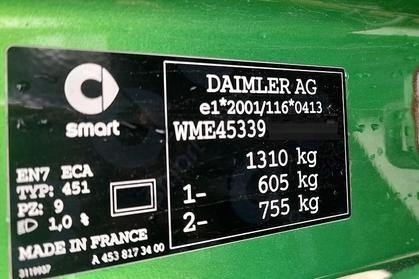 smart
EN7 ECA
TYP: 451
PZ: 9
1,0 %
MADE IN FRANCE
A 453 817 34 00
3119937
DAIMLER AG
e1*2001/116*0413
WME45339
1310 kg
1- 605 kg
2- 755 kg